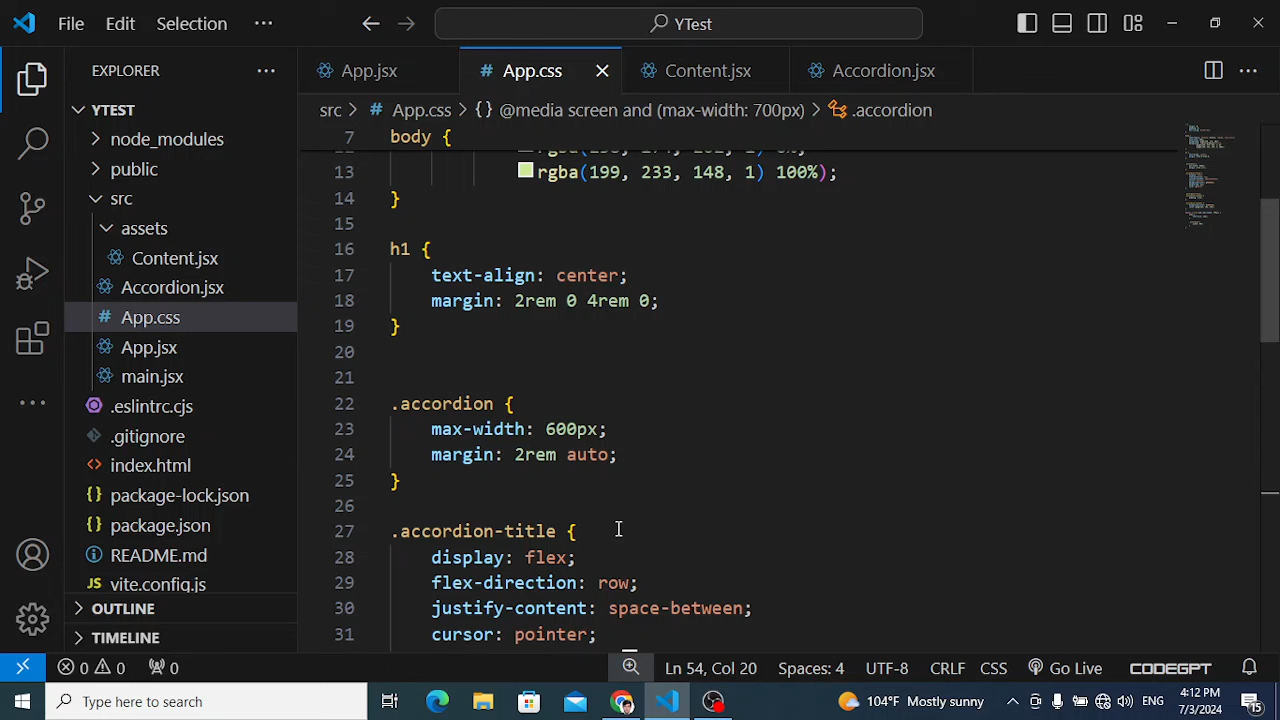 File Edit Selection ··· YTest
EXPLORER ···
App.jsx App.css Content.jsx Accordion.jsx ···
YTEST
src > App.css > {} @media screen and (max-width: 700px) > .accordion
node_modules
public
src
assets
Content.jsx
Accordion.jsx
App.css
App.jsx
main.jsx
.eslintrc.cjs
.gitignore
index.html
package-lock.json
package.json
README.md
vite.config.js
OUTLINE
TIMELINE
7 body {
13 rgba(199, 233, 148, 1) 100%);
14 }
15
16 h1 {
17 text-align: center;
18 margin: 2rem 0 4rem 0;
19 }
20
21
22 .accordion {
23 max-width: 600px;
24 margin: 2rem auto;
25 }
26
27 .accordion-title {
28 display: flex;
29 flex-direction: row;
30 justify-content: space-between;
31 cursor: pointer;
0 0 0 Ln 54, Col 20 Spaces: 4 UTF-8 CRLF CSS Go Live CODEGPT
Type here to search 104°F Mostly sunny ENG 4:12 PM
7/3/2024 15